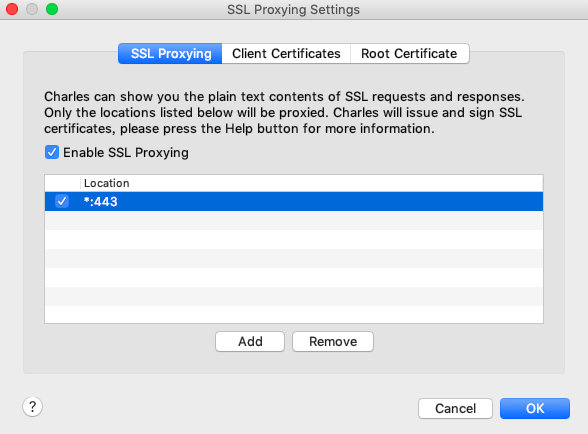 SSL Proxying Settings
SSL Proxying Client Certificates Root Certificate
Charles can show you the plain text contents of SSL requests and responses.
Only the locations listed below will be proxied. Charles will issue and sign SSL
certificates, please press the Help button for more information.
Enable SSL Proxying
Location
*:443
Add Remove
? Cancel OK